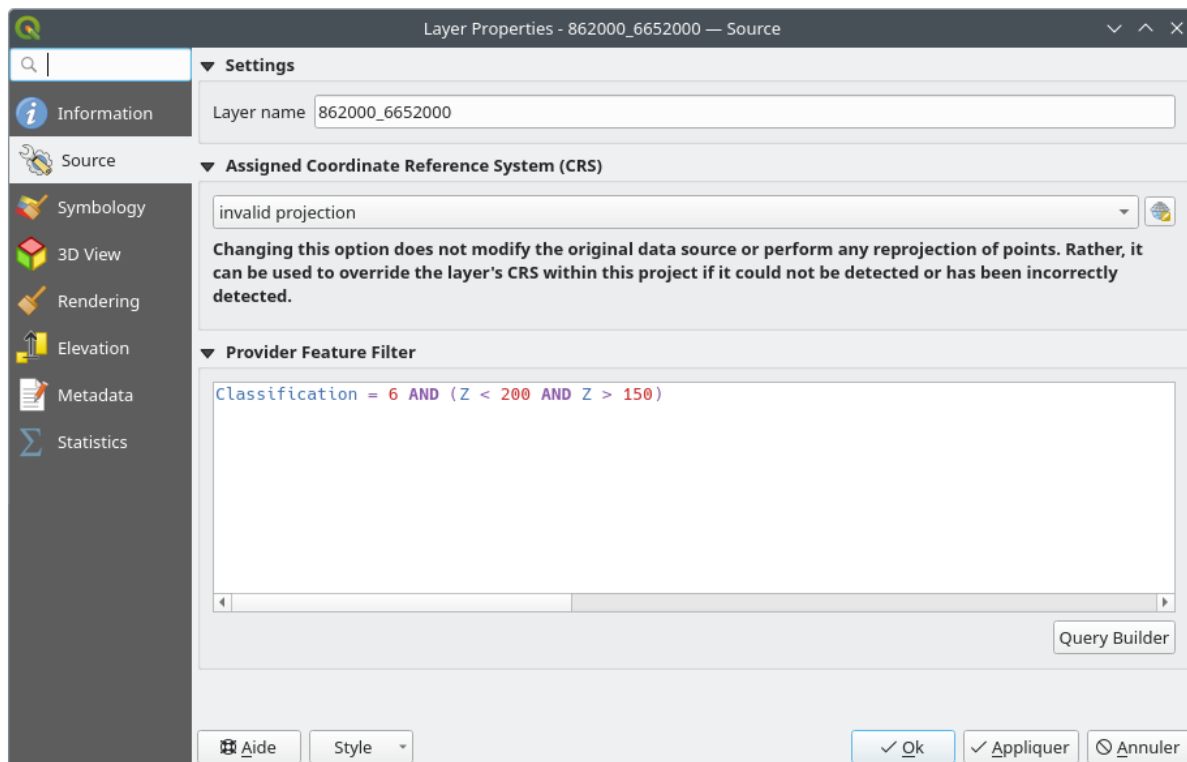 Layer Properties - 862000_6652000 — Source
Information
Source
Symbology
3D View
Rendering
Elevation
Metadata
Statistics
Settings
Layer name 862000_6652000
Assigned Coordinate Reference System (CRS)
invalid projection
Changing this option does not modify the original data source or perform any reprojection of points. Rather, it
can be used to override the layer's CRS within this project if it could not be detected or has been incorrectly
detected.
Provider Feature Filter
Classification = 6 AND (Z < 200 AND Z > 150)
Query Builder
Aide Style Ok Appliquer Annuler